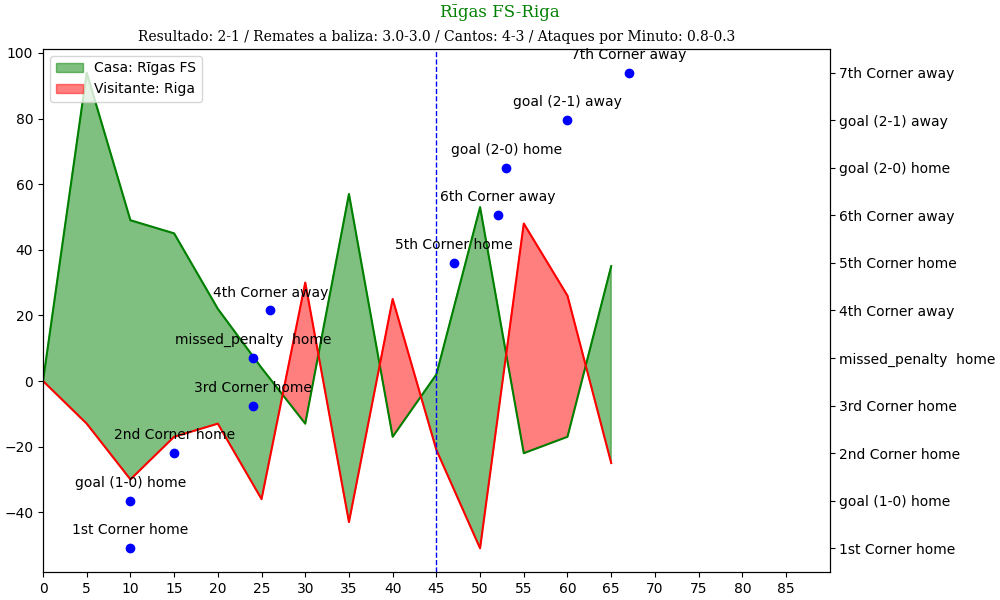 Rīgas FS-Riga
Resultado: 2-1 / Remates a baliza: 3.0-3.0 / Cantos: 4-3 / Ataques por Minuto: 0.8-0.3
Casa: Rīgas FS
Visitante: Riga
100
80
60
40
20
0
−20
−40
7th Corner away
goal (2-1) away
goal (2-0) home
6th Corner away
5th Corner home
4th Corner away
missed_penalty  home
3rd Corner home
2nd Corner home
goal (1-0) home
1st Corner home
7th Corner away
goal (2-1) away
goal (2-0) home
6th Corner away
5th Corner home
4th Corner away
missed_penalty  home
3rd Corner home
2nd Corner home
goal (1-0) home
1st Corner home
0 5 10 15 20 25 30 35 40 45 50 55 60 65 70 75 80 85